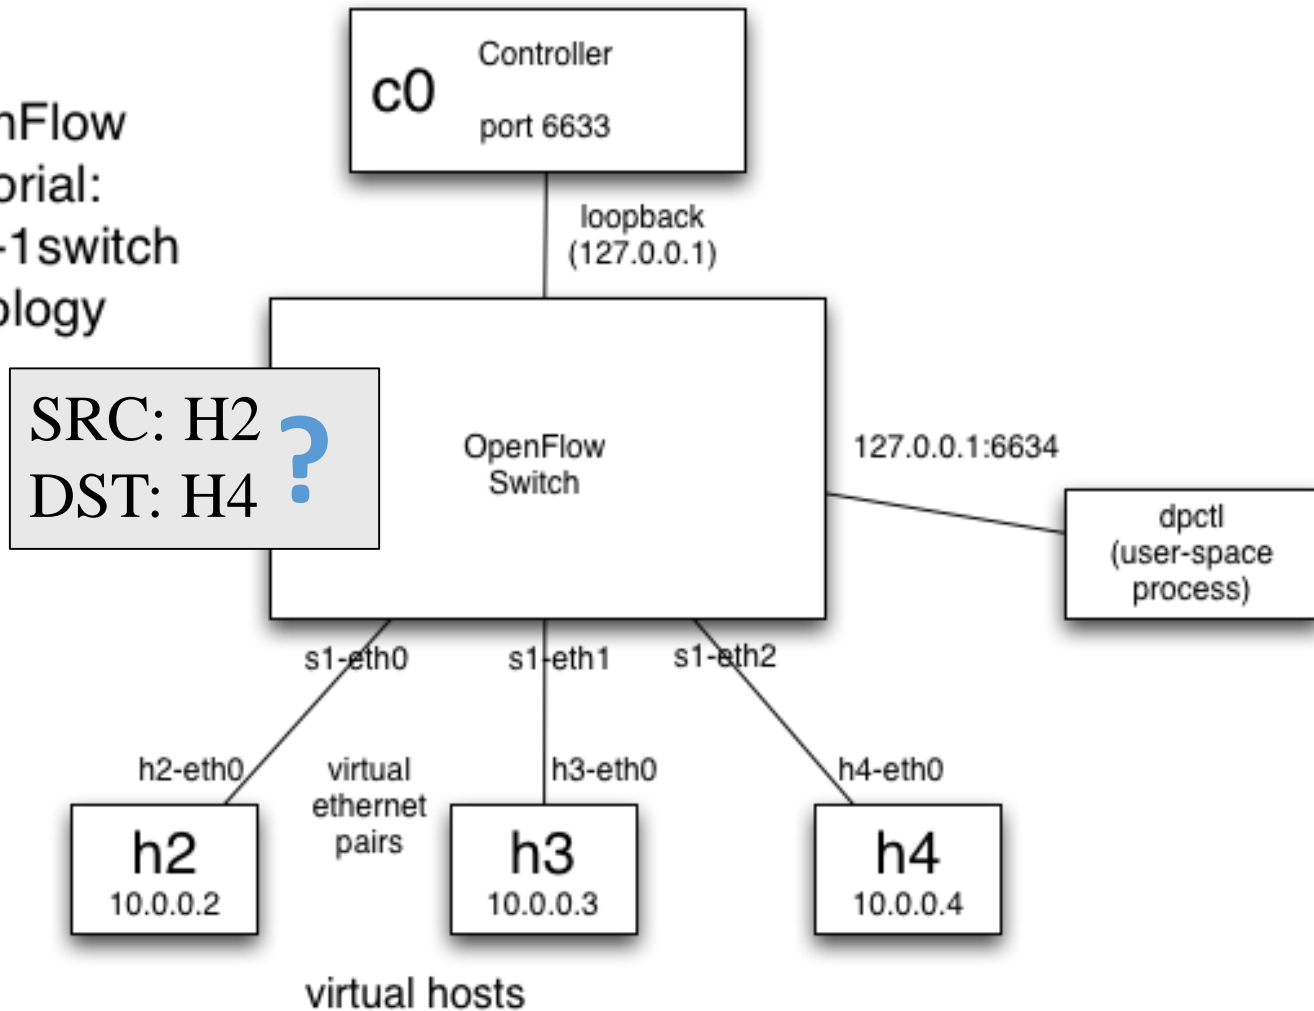 Controller
c0
port 6633
nFlow
orial:
-1switch
ology
loopback
(127.0.0.1)
SRC: H2
DST: H4
?
OpenFlow
Switch
127.0.0.1:6634
dpctl
(user-space
process)
s1-eth0
s1-eth1
s1-eth2
h2-eth0
virtual
ethernet
pairs
h3-eth0
h4-eth0
h2
10.0.0.2
h3
10.0.0.3
h4
10.0.0.4
virtual hosts